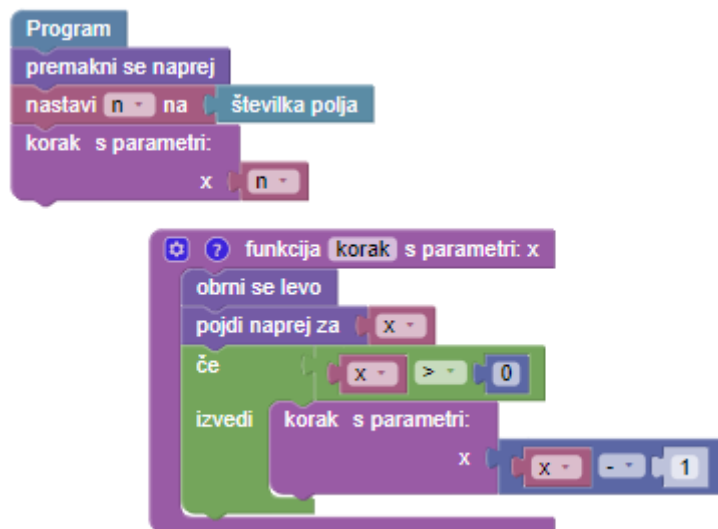 Program
premakni se naprej
nastavi n na številka polja
korak s parametri:
x n
? funkcija korak s parametri: x
obrni se levo
pojdi naprej za x
če x > 0
izvedi korak s parametri:
x x - 1